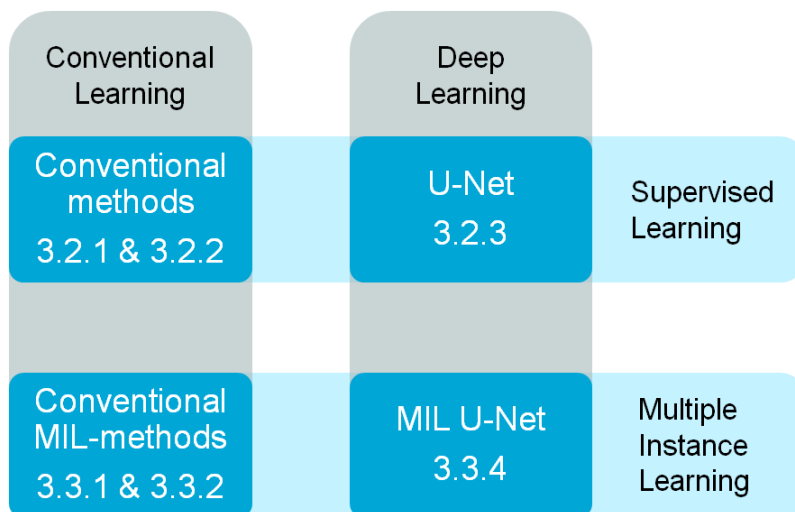 Conventional
Learning
Deep
Learning
Conventional
methods
3.2.1 & 3.2.2
U-Net
3.2.3
Supervised
Learning
Conventional
MIL-methods
3.3.1 & 3.3.2
MIL U-Net
3.3.4
Multiple
Instance
Learning